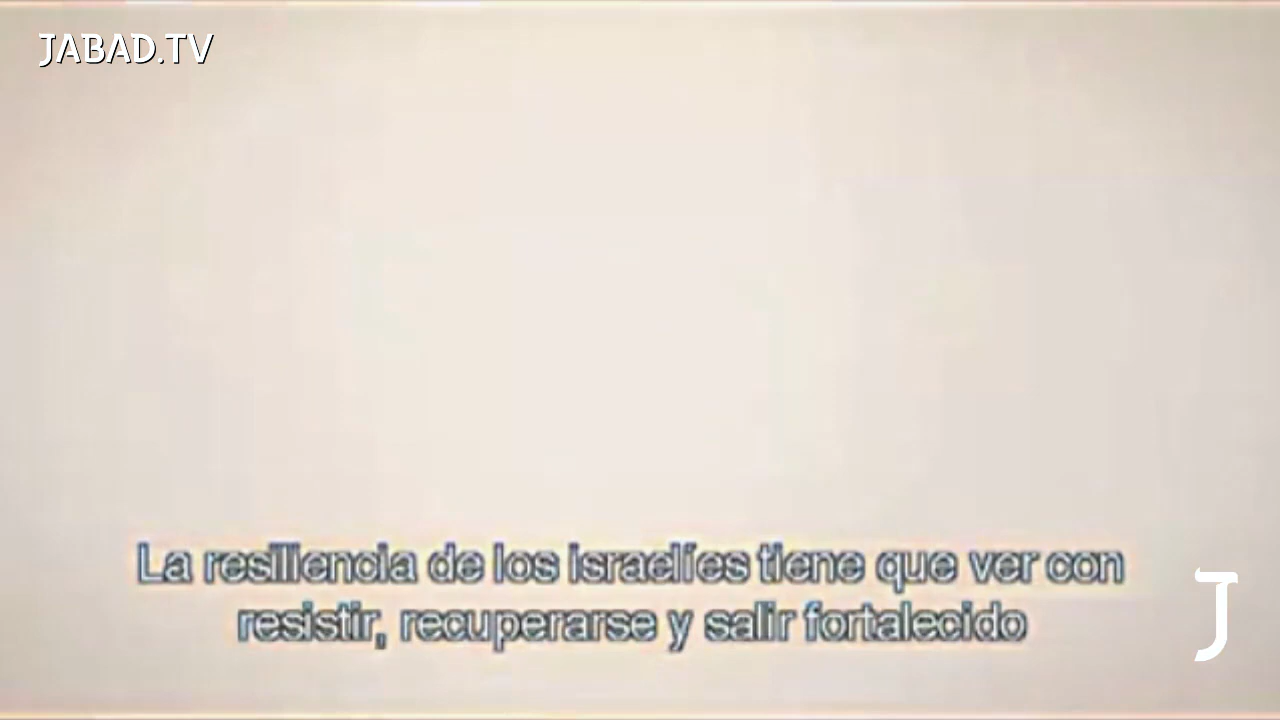 JABAD.TV
La resiliencia de los israelíes tiene que ver con
resistir, recuperarse y salir fortalecido
J